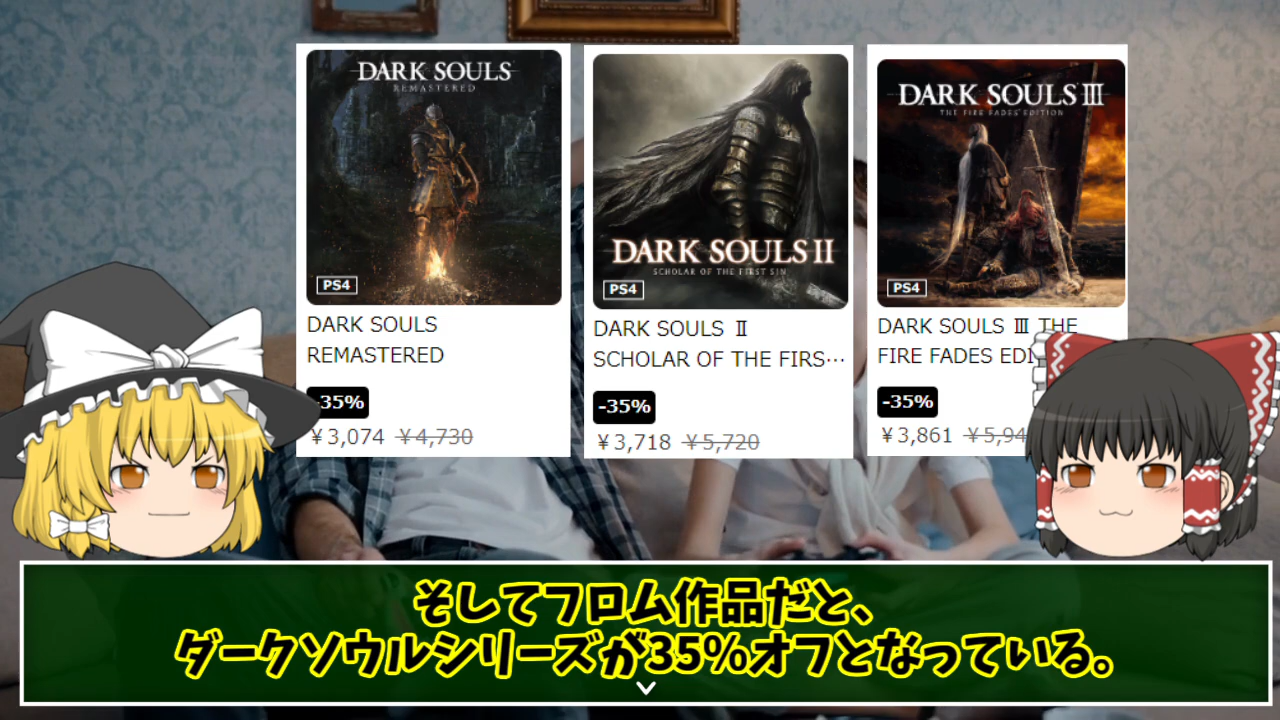 DARK SOULS
REMASTERED
PS4
DARK SOULS
REMASTERED
-35%
¥3,074 ¥4,730
DARK SOULS II
SCHOLAR OF THE FIRST SIN
PS4
DARK SOULS Ⅱ
SCHOLAR OF THE FIRS…
-35%
¥3,718 ¥5,720
DARK SOULS III
THE FIRE FADES EDITION
PS4
DARK SOULS Ⅲ THE
FIRE FADES EDI
-35%
¥3,861 ¥5,94
そしてフロム作品だと、
ダークソウルシリーズが35%オフとなっている。